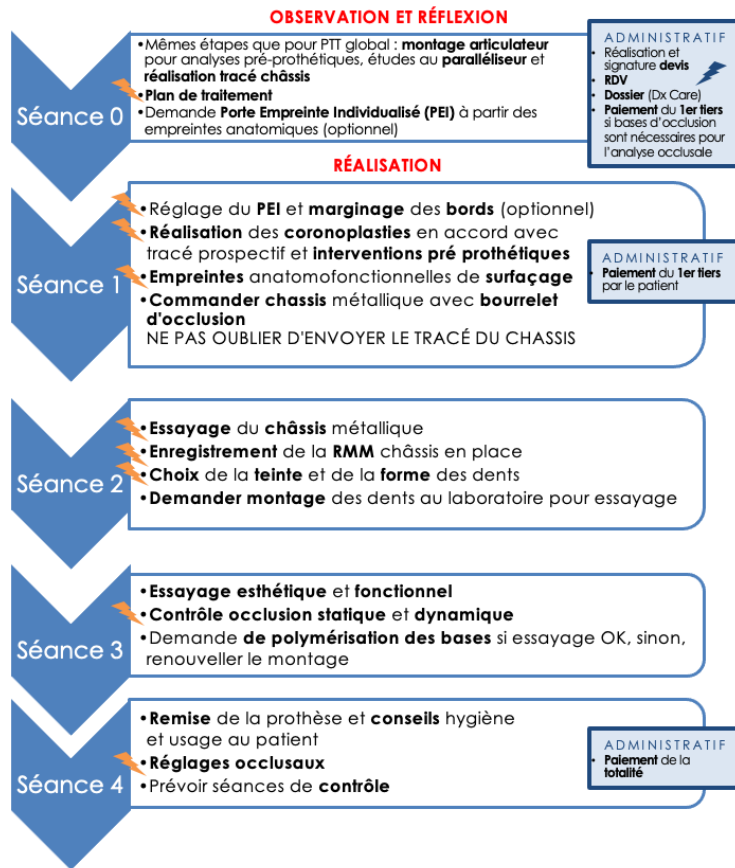 OBSERVATION ET RÉFLEXION
Séance 0
•Mêmes étapes que pour PTT global : montage articulateur
pour analyses pré-prothétiques, études au paralléliseur et
réalisation tracé châssis
•Plan de traitement
•Demande Porte Empreinte Individualisé (PEI) à partir des
empreintes anatomiques (optionnel)
ADMINISTRATIF
• Réalisation et
signature devis
• RDV
• Dossier (Dx Care)
• Paiement du 1er tiers
si bases d'occlusion
sont nécessaires pour
l'analyse occlusale
RÉALISATION
Séance 1
•Réglage du PEI et marginage des bords (optionnel)
•Réalisation des coronoplasties en accord avec
tracé prospectif et interventions pré prothétiques
•Empreintes anatomofonctionnelles de surfaçage
•Commander chassis métallique avec bourrelet
d'occlusion
NE PAS OUBLIER D'ENVOYER LE TRACÉ DU CHASSIS
ADMINISTRATIF
• Paiement du 1er tiers
par le patient
Séance 2
•Essayage du châssis métallique
•Enregistrement de la RMM châssis en place
•Choix de la teinte et de la forme des dents
•Demander montage des dents au laboratoire pour essayage
Séance 3
•Essayage esthétique et fonctionnel
•Contrôle occlusion statique et dynamique
•Demande de polymérisation des bases si essayage OK, sinon,
renouveller le montage
Séance 4
•Remise de la prothèse et conseils hygiène
et usage au patient
•Réglages occlusaux
•Prévoir séances de contrôle
ADMINISTRATIF
• Paiement de la
totalité